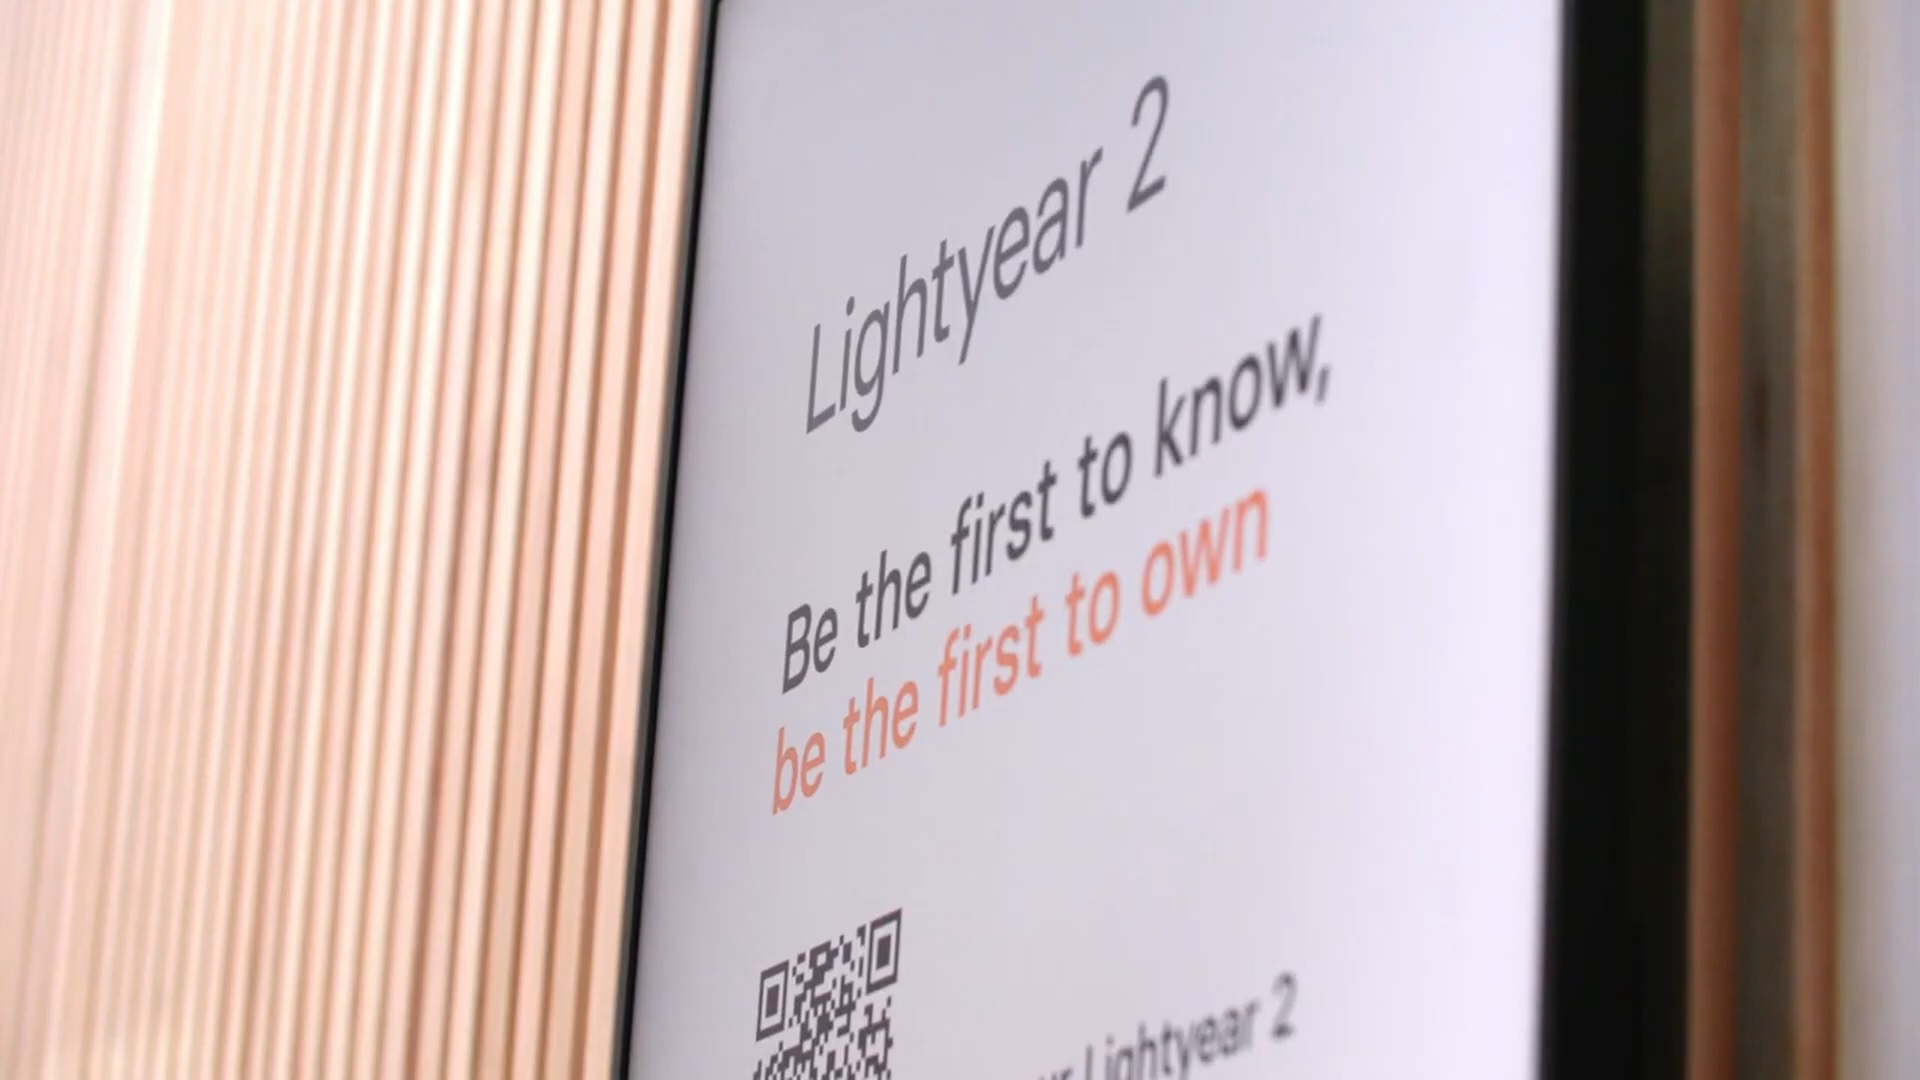 Lightyear 2
Be the first to know,
be the first to own
Lightyear 2